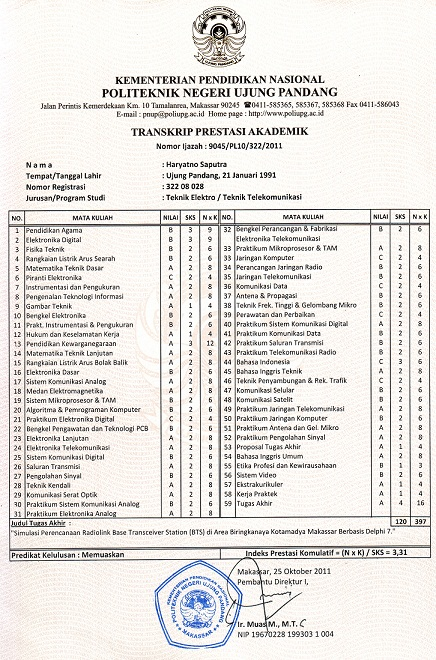 KEMENTERIAN PENDIDIKAN NASIONAL
POLITEKNIK NEGERI UJUNG PANDANG
Jalan Perintis Kemerdekaan Km. 10 Tamalanrea, Makassar 90245 ☎0411-585365, 585367, 585368 Fax 0411-586043
E-mail : pnup@poliupg.ac.id Home page : http://www.poliupg.ac.id
TRANSKRIP PRESTASI AKADEMIK
Nomor Ijazah : 9045/PL10/322/2011
N a m a : Haryatno Saputra
Tempat/Tanggal Lahir : Ujung Pandang, 21 Januari 1991
Nomor Registrasi : 322 08 028
Jurusan/Program Studi : Teknik Elektro / Teknik Telekomunikasi
NO. MATA KULIAH NILAI SKS N x K
1 Pendidikan Agama B 3 9
2 Elektronika Digital B 3 9
3 Fisika Teknik B 2 6
4 Rangkaian Listrik Arus Searah B 2 6
5 Matematika Teknik Dasar A 2 8
6 Piranti Elektronika C 2 4
7 Instrumentasi dan Pengukuran A 2 8
8 Pengenalan Teknologi Informasi A 2 8
9 Gambar Teknik A 1 4
10 Bengkel Elektronika B 2 6
11 Prakt. Instrumentasi & Pengukuran B 2 6
12 Hukum dan Keselamatan Kerja A 1 4
13 Pendidikan Kewarganegaraan A 3 12
14 Matematika Teknik Lanjutan A 2 8
15 Rangkaian Listrik Arus Bolak Balik A 2 8
16 Elektronika Dasar B 2 6
17 Sistem Komunikasi Analog A 2 8
18 Medan Elektromagnetika A 2 8
19 Sistem Mikroprosesor & TAM B 2 6
20 Algoritma & Pemrograman Komputer B 2 6
21 Praktikum Elektronika Digital C 2 4
22 Bengkel Pengawatan dan Teknologi PCB B 2 6
23 Elektronika Lanjutan A 2 8
24 Elektronika Telekomunikasi A 2 8
25 Sistem Komunikasi Digital B 2 6
26 Saluran Transmisi A 2 8
27 Pengolahan Sinyal B 2 6
28 Teknik Kendali A 2 8
29 Komunikasi Serat Optik A 2 8
30 Praktikum Sistem Komunikasi Analog B 2 6
31 Praktikum Elektronika Analog A 2 8
NO. MATA KULIAH NILAI SKS N x K
32 Bengkel Perancangan & Fabrikasi B 2 6
Elektronika Telekomunikasi
33 Praktikum Mikroprosesor & TAM A 2 8
33 Jaringan Komputer C 2 4
34 Perancangan Jaringan Radio B 2 6
35 Jaringan Telekomunikasi B 2 6
36 Komunikasi Data C 2 4
37 Antena & Propagasi B 2 6
38 Teknik Frek. Tinggi & Gelombang Mikro B 2 6
39 Perawatan dan Perbaikan C 2 4
40 Praktikum Sistem Komunikasi Digital A 2 8
41 Praktikum Komunikasi Data B 2 6
42 Praktikum Saluran Transmisi B 2 6
43 Praktikum Telekomunikasi Radio B 2 6
44 Bahasa Indonesia C 3 6
45 Bahasa Inggris Teknik A 2 8
46 Teknik Penyambungan & Rek. Trafik C 2 4
47 Komunikasi Selular B 2 6
48 Komunikasi Satelit B 2 6
49 Praktikum Jaringan Telekomunikasi A 2 8
50 Praktikum Jaringan Komputer B 2 6
51 Praktikum Antena dan Gel. Mikro A 2 8
52 Praktikum Pengolahan Sinyal A 2 8
53 Proposal Tugas Akhir A 1 4
54 Bahasa Inggris Umum A 2 8
55 Etika Profesi dan Kewirausahaan B 1 3
56 Sistem Video B 2 6
57 Ekstrakurikuler A 1 4
58 Kerja Praktek A 1 4
59 Tugas Akhir A 4 16
120 397
Judul Tugas Akhir :
"Simulasi Perencanaan Radiolink Base Transceiver Station (BTS) di Area Biringkanaya Kotamadya Makassar Berbasis Delphi 7."
Predikat Kelulusan : Memuaskan
Indeks Prestasi Komulatif = (N x K) / SKS = 3,31
Makassar, 25 Oktober 2011
Pembantu Direktur I,
KEMENTERIAN PENDIDIKAN NASIONAL
POLITEKNIK NEGERI UJUNG PANDANG
MAKASSAR
Ir. Muas M., M.T.
NIP 19670228 199303 1 004